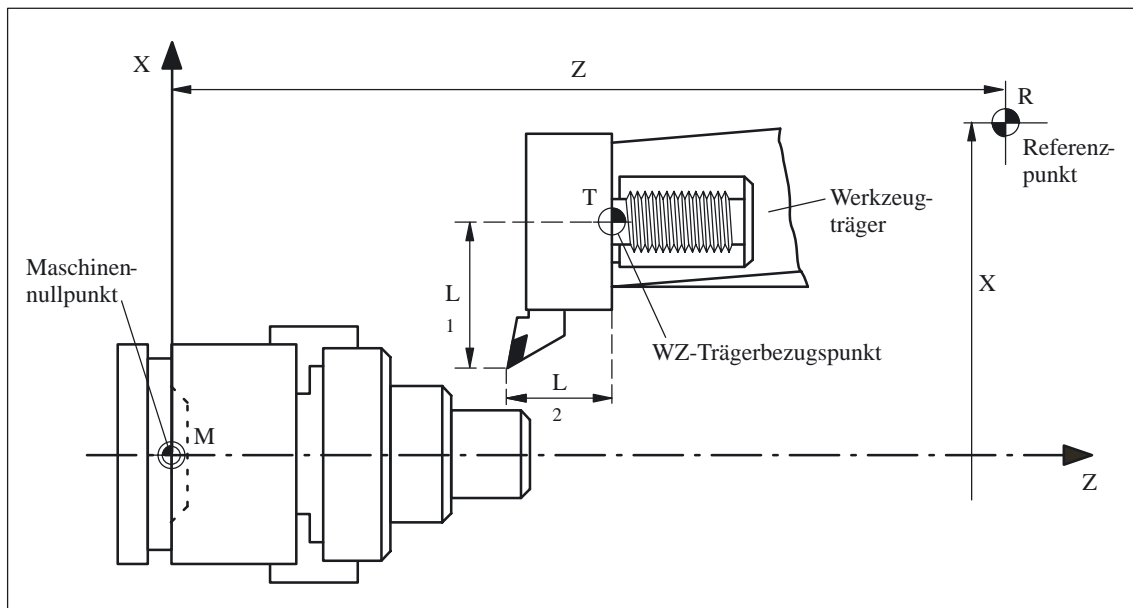 X
Z
R
Referenz-
punkt
T
Werkzeug-
träger
Maschinen-
nullpunkt
L
1
X
WZ-Trägerbezugspunkt
L
2
M
Z